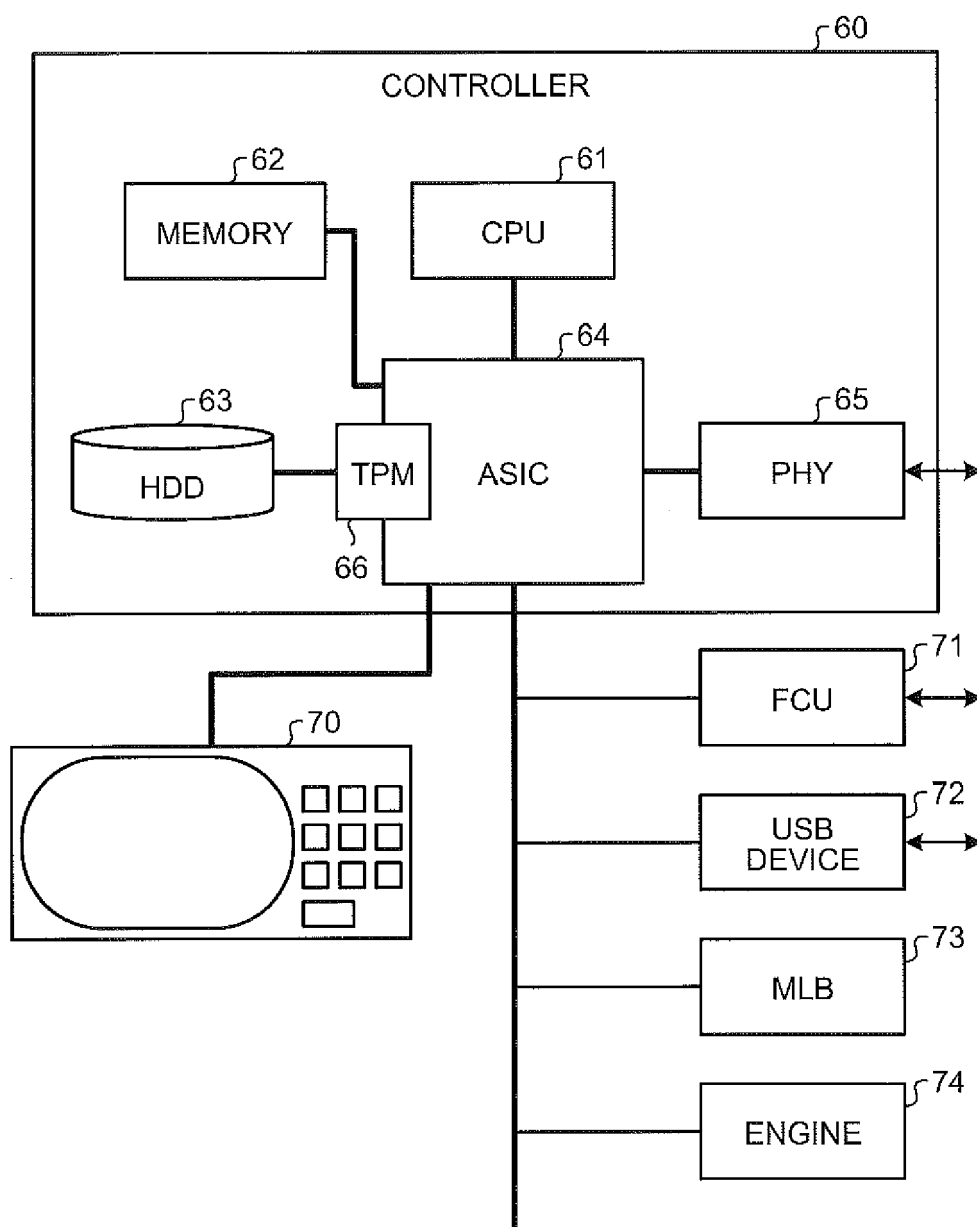 60
CONTROLLER
62
61
MEMORY
CPU
64
63
65
HDD
TPM
ASIC
PHY
66
71
FCU
70
72
USB
DEVICE
73
MLB
74
ENGINE